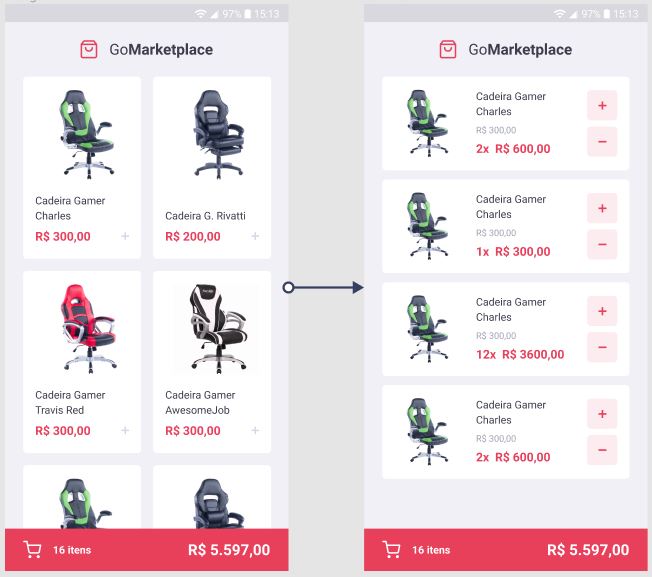 97% 15:13
GoMarketplace
Cadeira Gamer
Charles
R$ 300,00 +
Cadeira G. Rivatti
R$ 200,00 +
Cadeira Gamer
Travis Red
R$ 300,00 +
Cadeira Gamer
AwesomeJob
R$ 300,00 +
16 itens R$ 5.597,00
97% 15:13
GoMarketplace
Cadeira Gamer
Charles
R$ 300,00
2x R$ 600,00
+
−
Cadeira Gamer
Charles
R$ 300,00
1x R$ 300,00
+
−
Cadeira Gamer
Charles
R$ 300,00
12x R$ 3600,00
+
−
Cadeira Gamer
Charles
R$ 300,00
2x R$ 600,00
+
−
16 itens R$ 5.597,00